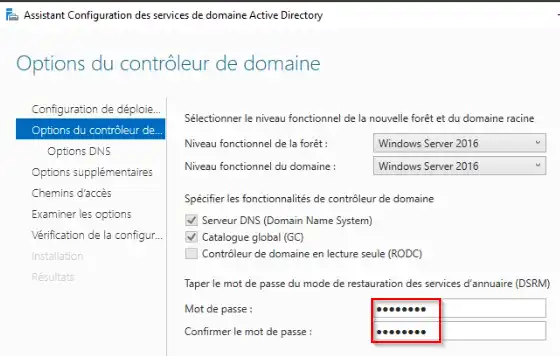 Assistant Configuration des services de domaine Active Directory
Options du contrôleur de domaine
Configuration de déploie...
Options du contrôleur de...
Options DNS
Options supplémentaires
Chemins d'accès
Examiner les options
Vérification de la configur...
Installation
Résultats
Sélectionner le niveau fonctionnel de la nouvelle forêt et du domaine racine
Niveau fonctionnel de la forêt : Windows Server 2016
Niveau fonctionnel du domaine : Windows Server 2016
Spécifier les fonctionnalités de contrôleur de domaine
Serveur DNS (Domain Name System)
Catalogue global (GC)
Contrôleur de domaine en lecture seule (RODC)
Taper le mot de passe du mode de restauration des services d'annuaire (DSRM)
Mot de passe : ••••••••
Confirmer le mot de passe : ••••••••